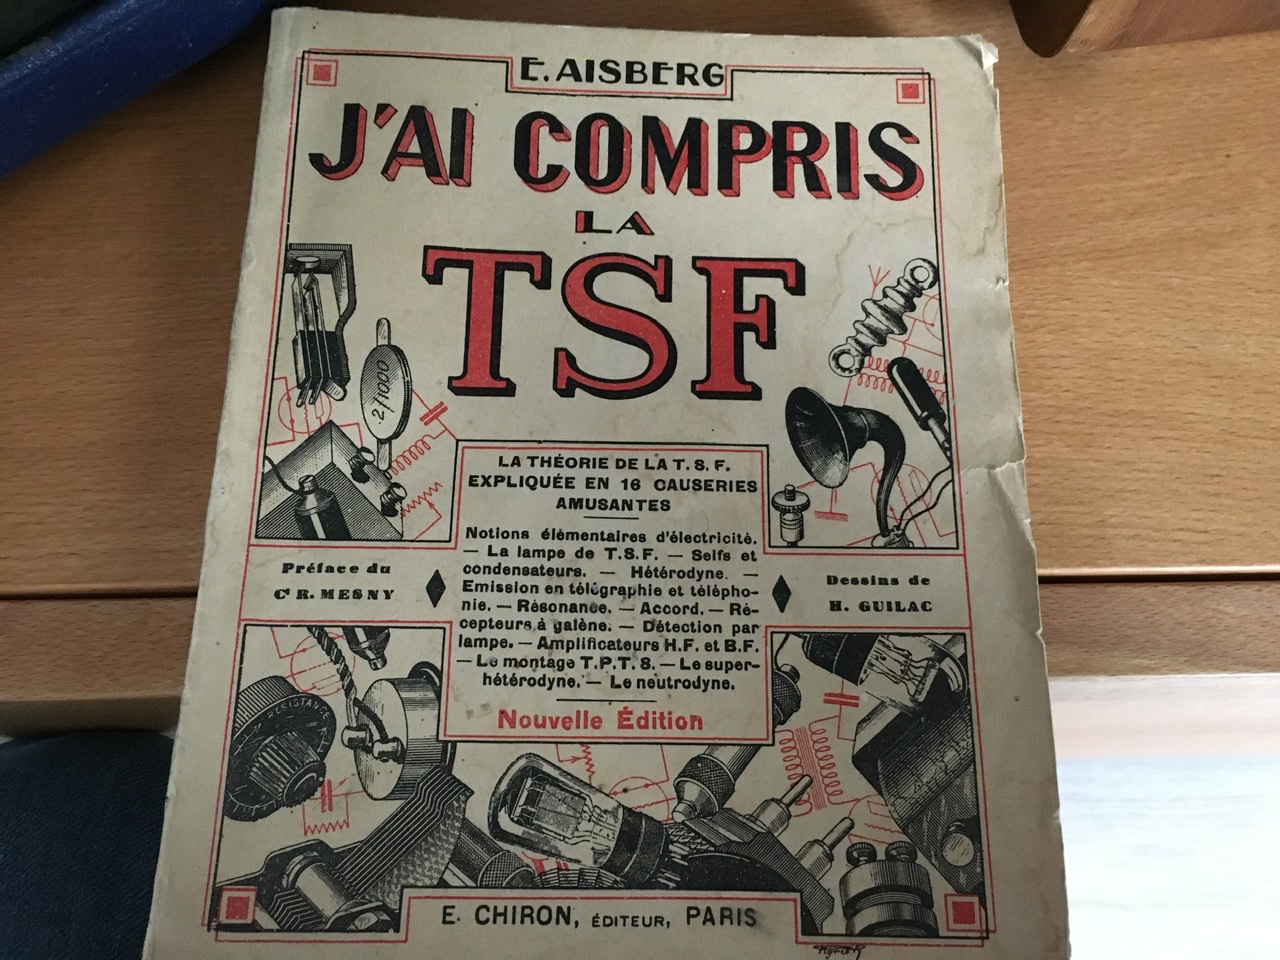 E. AISBERG
J'AI COMPRIS
LA
TSF
2/1000
LA THÉORIE DE LA T. S. F.
EXPLIQUÉE EN 16 CAUSERIES
AMUSANTES
Notions élémentaires d'électricité.
— La lampe de T. S. F. — Selfs et
condensateurs. — Hétérodyne. —
Emission en télégraphie et télépho-
nie. — Résonance. — Accord. — Ré-
cepteurs à galène. — Détection par
lampe. — Amplificateurs H. F. et B. F.
— Le montage T. P. T. 8. — Le super-
hétérodyne. — Le neutrodyne.
Nouvelle Édition
Préface du
Ct R. MESNY
Dessins de
H. GUILAC
RESISTANCE
E. CHIRON, ÉDITEUR, PARIS